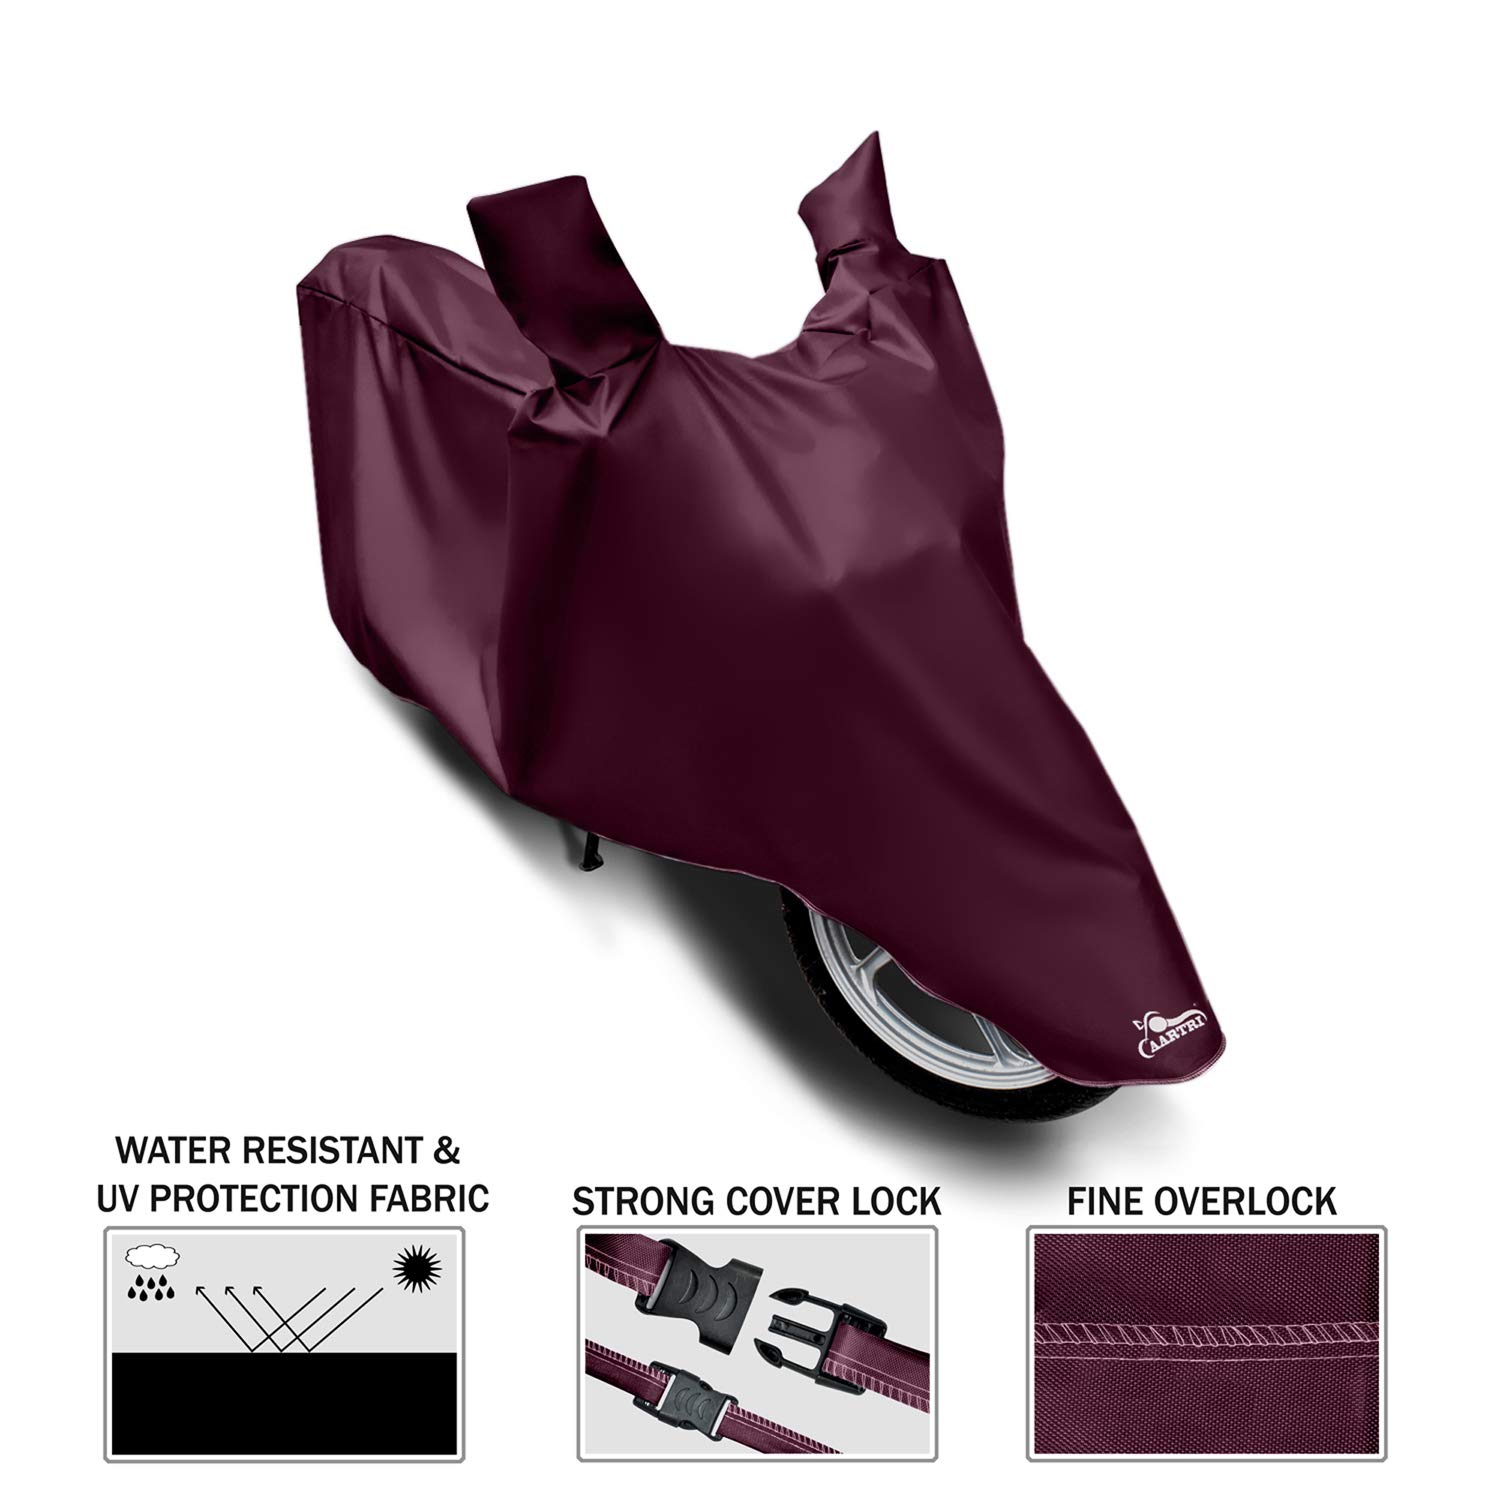 AARTRI
WATER RESISTANT &
UV PROTECTION FABRIC
STRONG COVER LOCK
FINE OVERLOCK